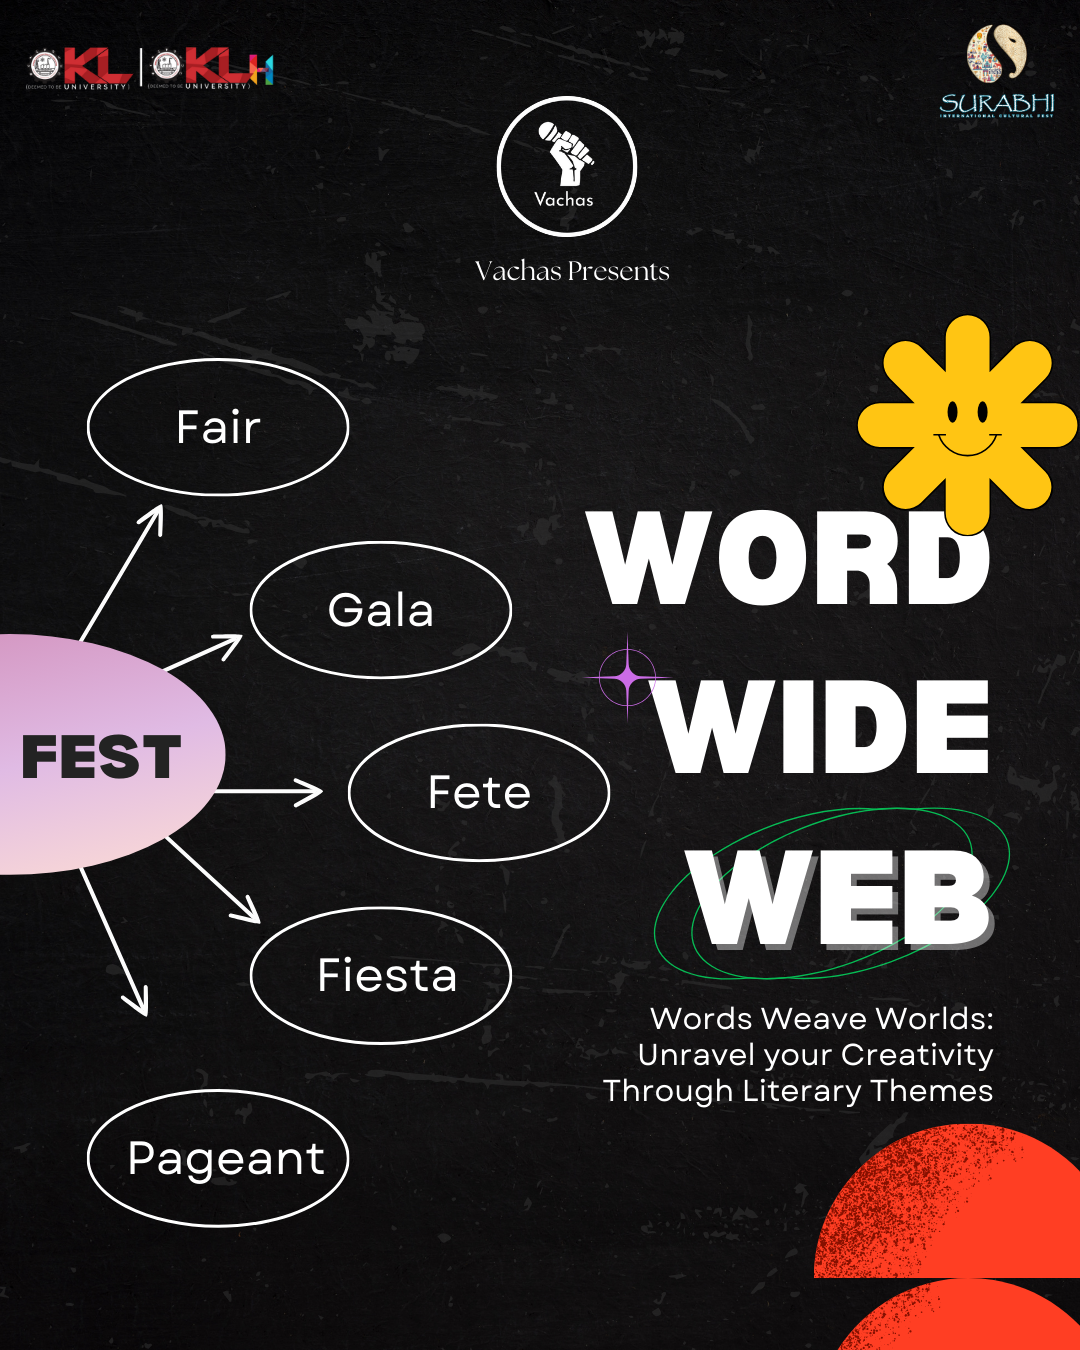 KL | KLH
(DEEMED TO BE UNIVERSITY) (DEEMED TO BE UNIVERSITY)
SURABHI
INTERNATIONAL CULTURAL FEST
Vachas
Vachas Presents
Fair
Gala
FEST
Fete
Fiesta
Pageant
WORD
WIDE
WEB
Words Weave Worlds:
Unravel your Creativity
Through Literary Themes